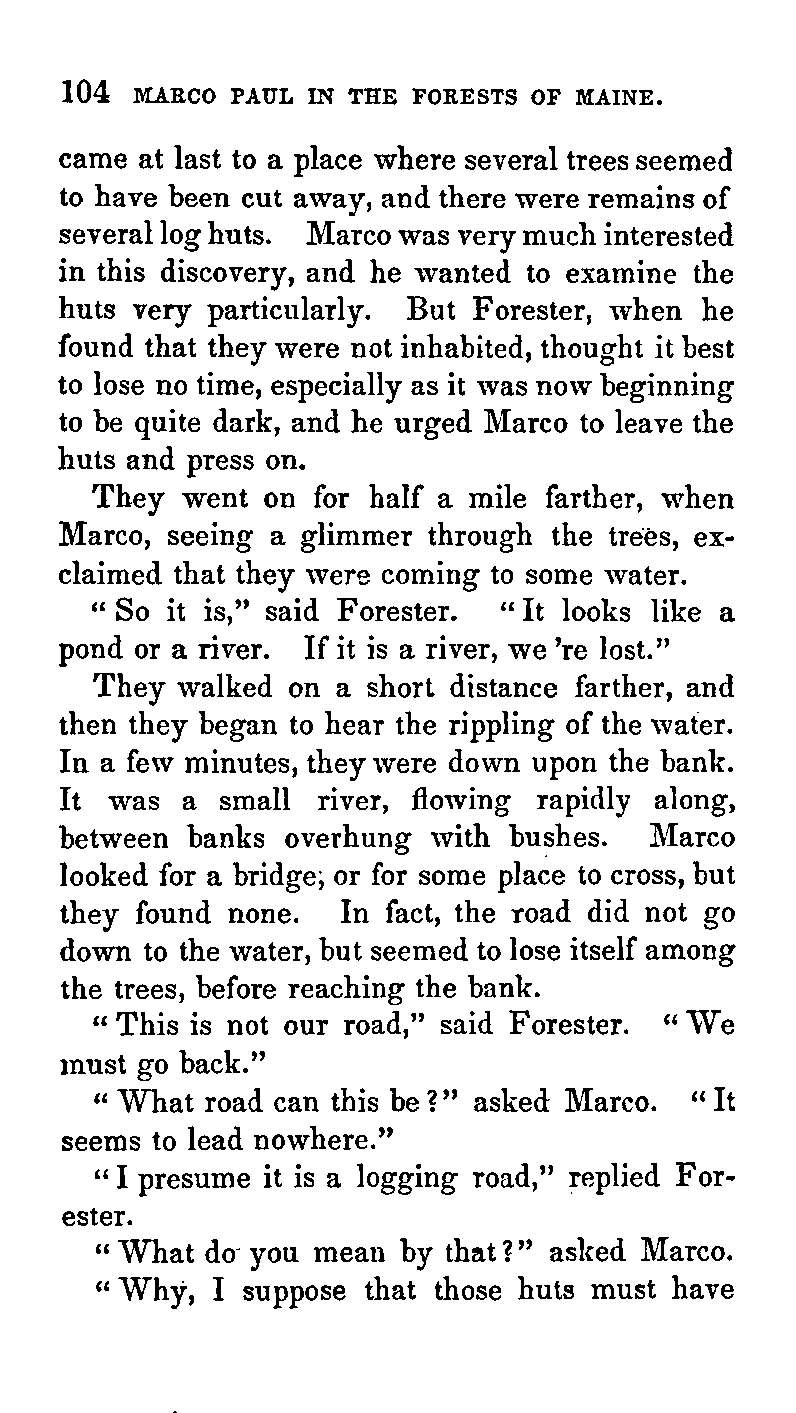 104 MARCO PAUL IN THE FORESTS OF MAINE.
came at last to a place where several trees seemed
to have been cut away, and there were remains of
several log huts. Marco was very much interested
in this discovery, and he wanted to examine the
huts very particularly. But Forester, when he
found that they were not inhabited, thought it best
to lose no time, especially as it was now beginning
to be quite dark, and he urged Marco to leave the
huts and press on.
They went on for half a mile farther, when
Marco, seeing a glimmer through the trees, ex-
claimed that they were coming to some water.
“ So it is,” said Forester. “ It looks like a
pond or a river. If it is a river, we ’re lost.”
They walked on a short distance farther, and
then they began to hear the rippling of the water.
In a few minutes, they were down upon the bank.
It was a small river, flowing rapidly along,
between banks overhung with bushes. Marco
looked for a bridge, or for some place to cross, but
they found none. In fact, the road did not go
down to the water, but seemed to lose itself among
the trees, before reaching the bank.
“ This is not our road,” said Forester. “ We
must go back.”
“ What road can this be ?” asked Marco. “ It
seems to lead nowhere.”
“ I presume it is a logging road,” replied For-
ester.
“ What do you mean by that ?” asked Marco.
“ Why, I suppose that those huts must have